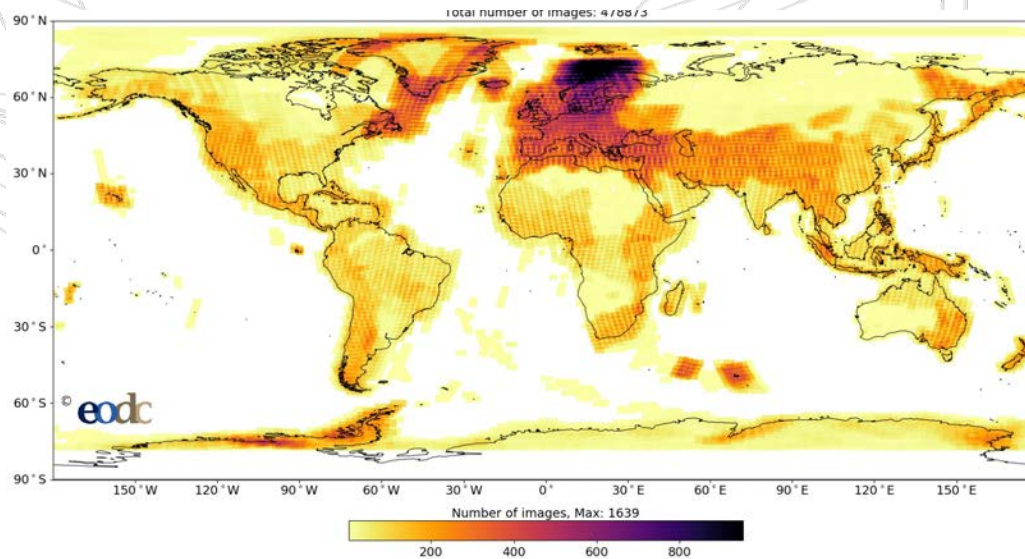 Total number of images: 478873
90°N
60°N
30°N
0°
30°S
60°S
90°S
© eodc
150°W 120°W 90°W 60°W 30°W 0° 30°E 60°E 90°E 120°E 150°E
Number of images, Max: 1639
200 400 600 800